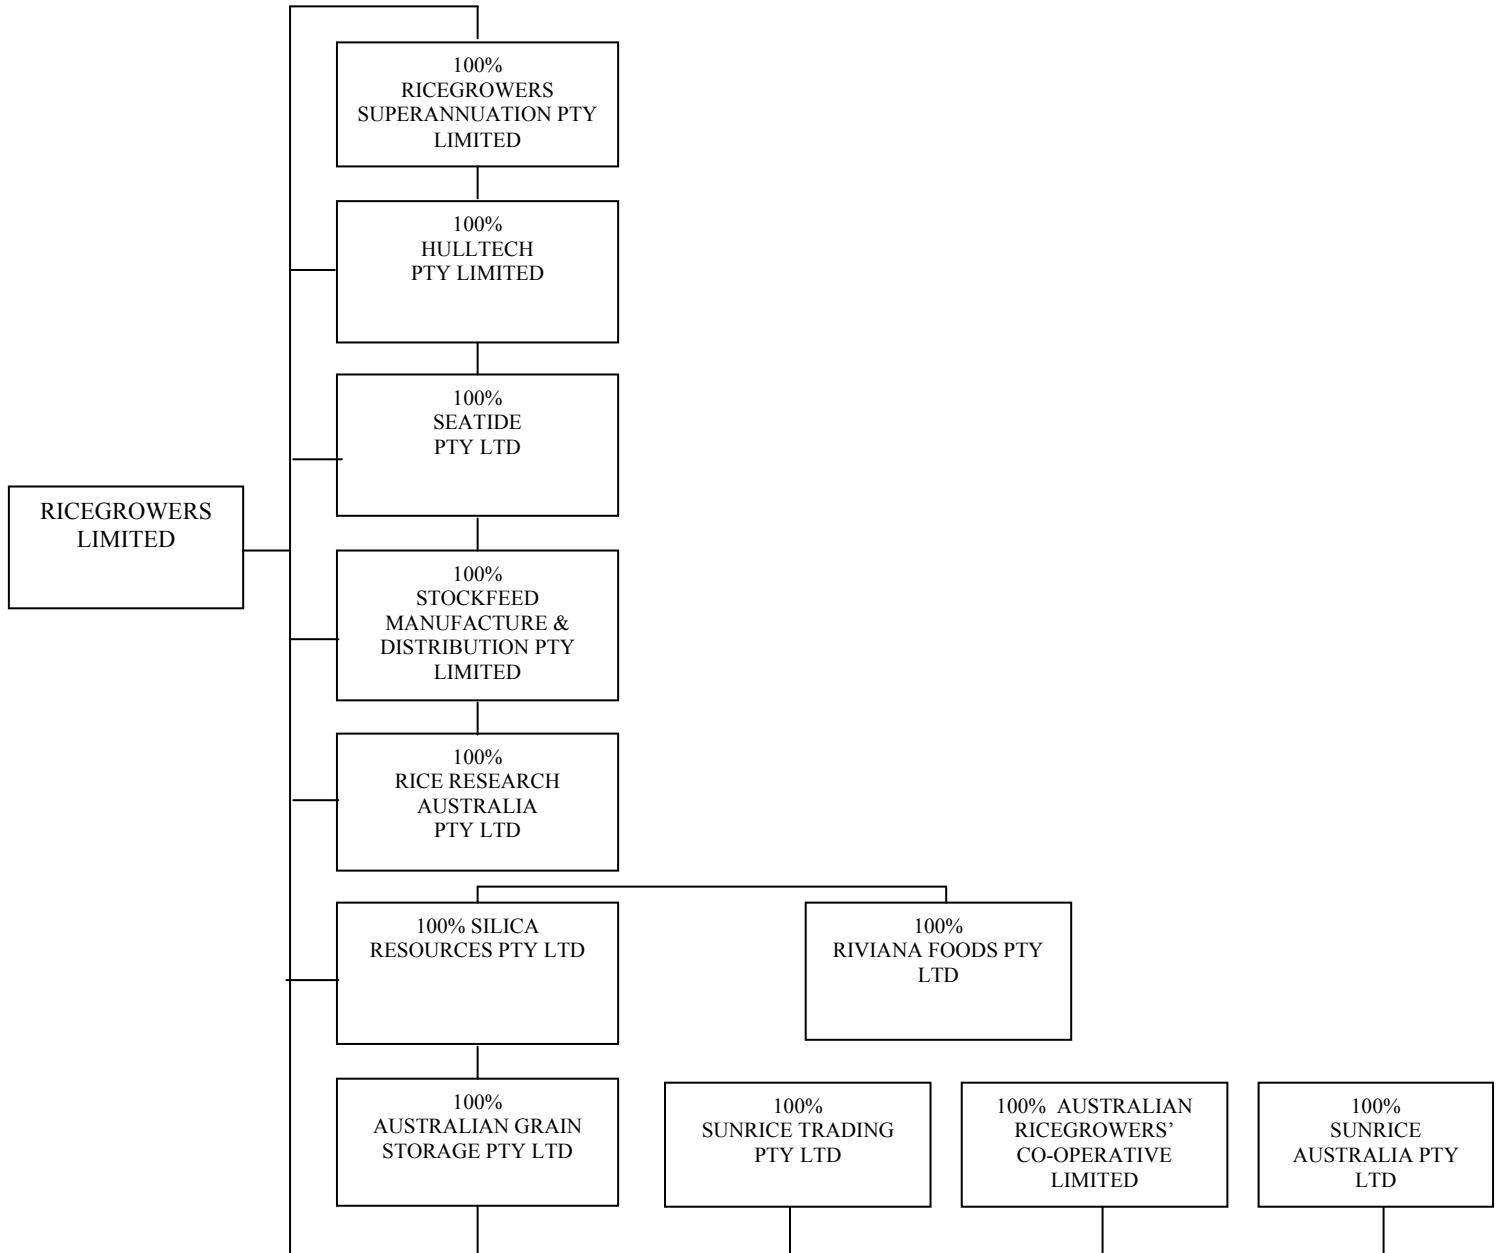 100%
RICEGROWERS
SUPERANNUATION PTY
LIMITED
100%
HULLTECH
PTY LIMITED
100%
SEATIDE
PTY LTD
RICEGROWERS
LIMITED
100%
STOCKFEED
MANUFACTURE &
DISTRIBUTION PTY
LIMITED
100%
RICE RESEARCH
AUSTRALIA
PTY LTD
100% SILICA
RESOURCES PTY LTD
100%
RIVIANA FOODS PTY
LTD
100%
AUSTRALIAN GRAIN
STORAGE PTY LTD
100%
SUNRICE TRADING
PTY LTD
100% AUSTRALIAN
RICEGROWERS’
CO-OPERATIVE
LIMITED
100%
SUNRICE
AUSTRALIA PTY
LTD